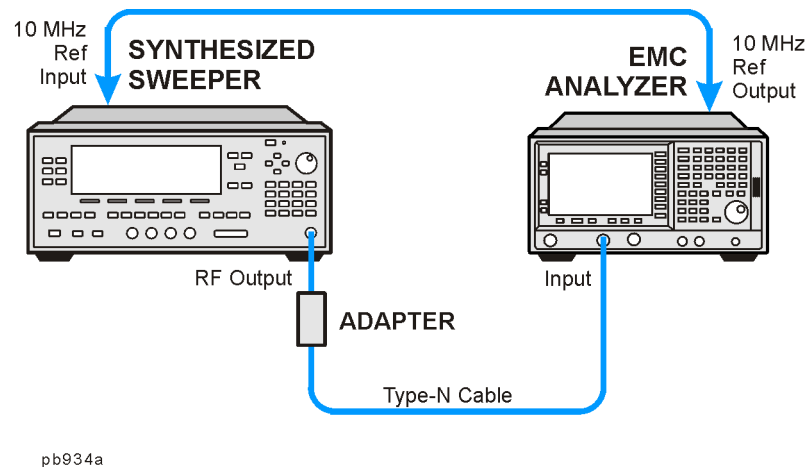 10 MHz
Ref
Input
SYNTHESIZED
SWEEPER
EMC
ANALYZER
10 MHz
Ref
Output
RF Output
Input
ADAPTER
Type-N Cable
pb934a